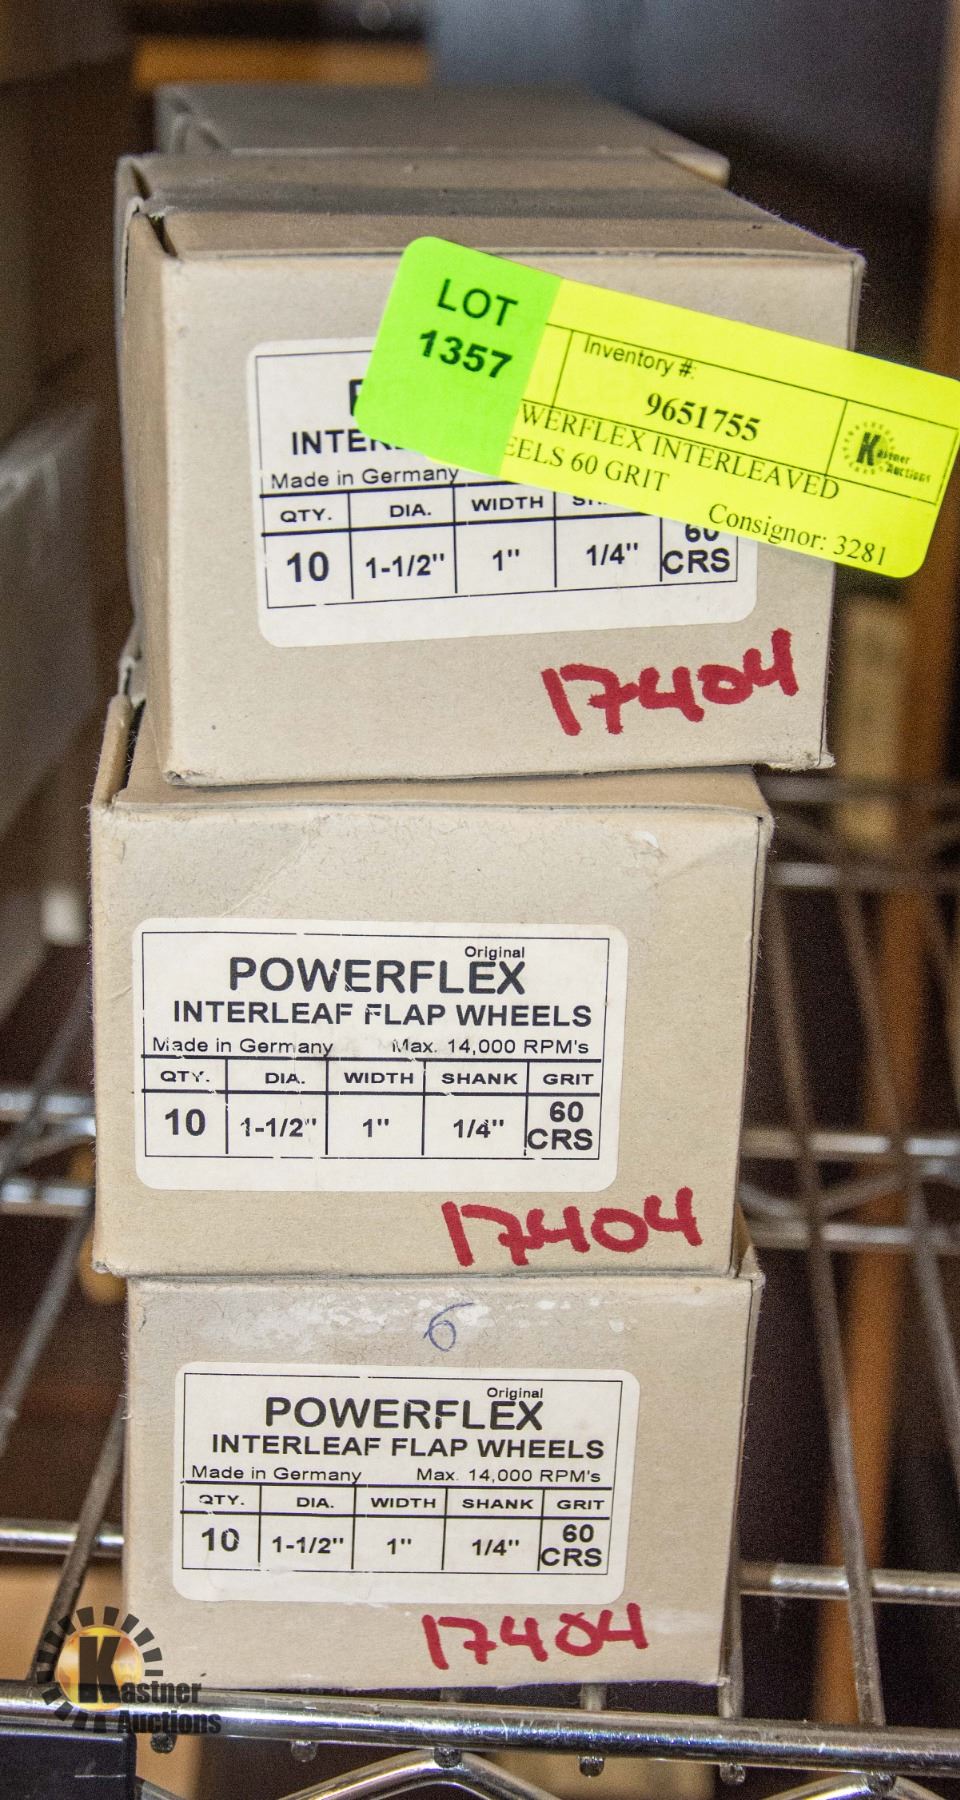 LOT
1357
Inventory #:
9651755
WERFLEX INTERLEAVED
EELS 60 GRIT
Consignor: 3281
Kastner
Auctions
INTER
Made in Germany
QTY. DIA. WIDTH
10 1-1/2" 1" 1/4" 60
CRS
17404
Original
POWERFLEX
INTERLEAF FLAP WHEELS
Made in Germany Max. 14,000 RPM's
QTY. DIA. WIDTH SHANK GRIT
10 1-1/2" 1" 1/4" 60
CRS
17404
6
Original
POWERFLEX
INTERLEAF FLAP WHEELS
Made in Germany Max. 14,000 RPM's
QTY. DIA. WIDTH SHANK GRIT
10 1-1/2" 1" 1/4" 60
CRS
17404
Kastner
Auctions